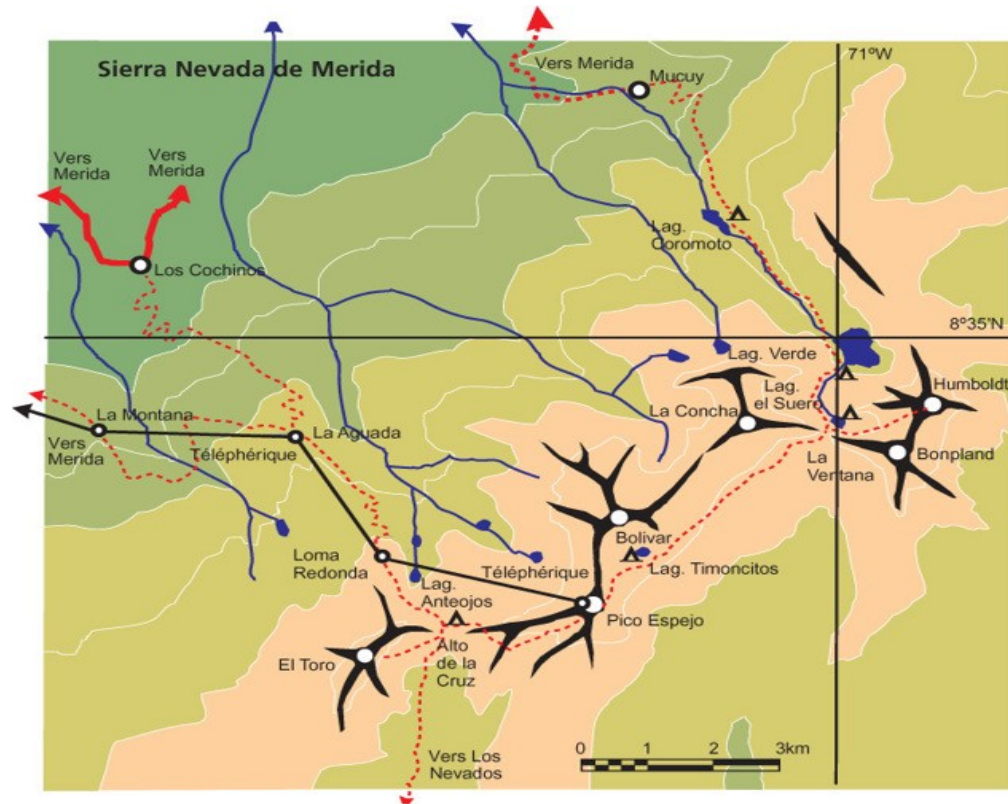 Sierra Nevada de Merida
Vers Merida
Mucuy
71ºW
Vers
Merida
Vers
Merida
Los Cochinos
Lag.
Coromoto
8º35'N
Lag. Verde
Lag.
el Suero
Humboldt
La Concha
La Montana
La Aguada
Vers
Merida
Téléphérique
La
Ventana
Bonpland
Bolivar
Loma
Redonda
Lag.
Anteojos
Téléphérique
Lag. Timoncitos
Pico Espejo
El Toro
Alto
de la
Cruz
Vers Los
Nevados
0 1 2 3km